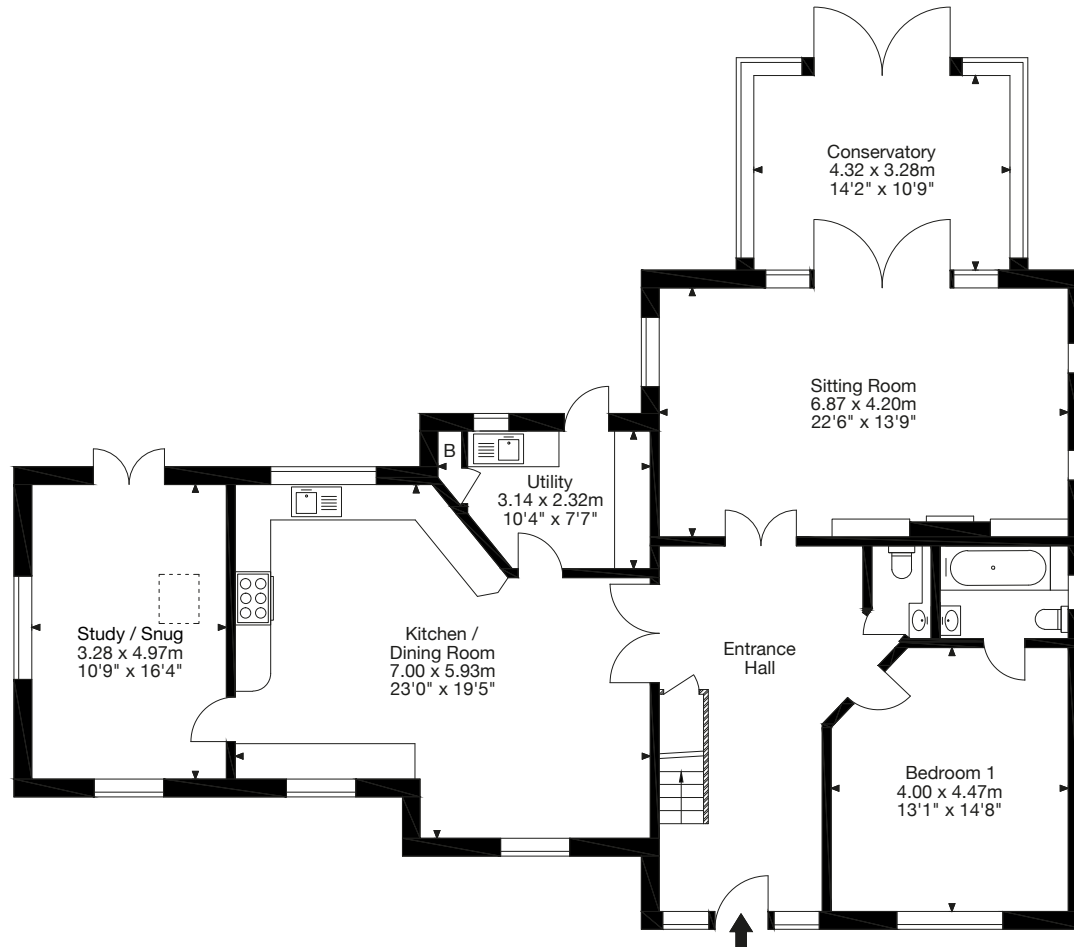 Conservatory
4.32 x 3.28m
14'2" x 10'9"
Sitting Room
6.87 x 4.20m
22'6" x 13'9"
B
Utility
3.14 x 2.32m
10'4" x 7'7"
Study / Snug
3.28 x 4.97m
10'9" x 16'4"
Kitchen /
Dining Room
7.00 x 5.93m
23'0" x 19'5"
Entrance
Hall
Bedroom 1
4.00 x 4.47m
13'1" x 14'8"